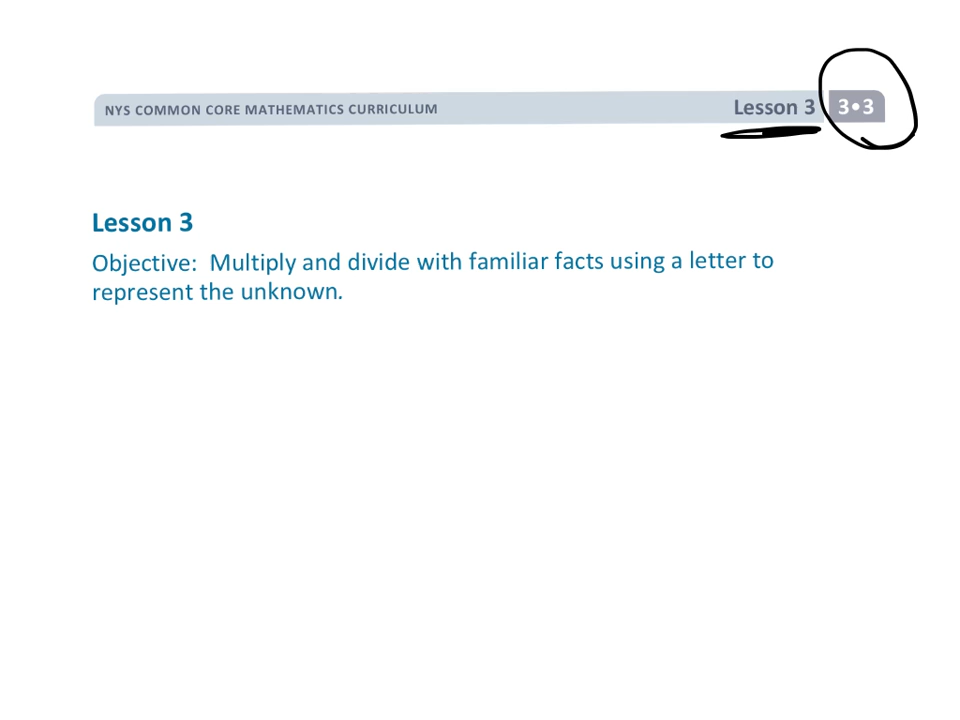 NYS COMMON CORE MATHEMATICS CURRICULUM Lesson 3 3•3
Lesson 3
Objective:  Multiply and divide with familiar facts using a letter to
represent the unknown.